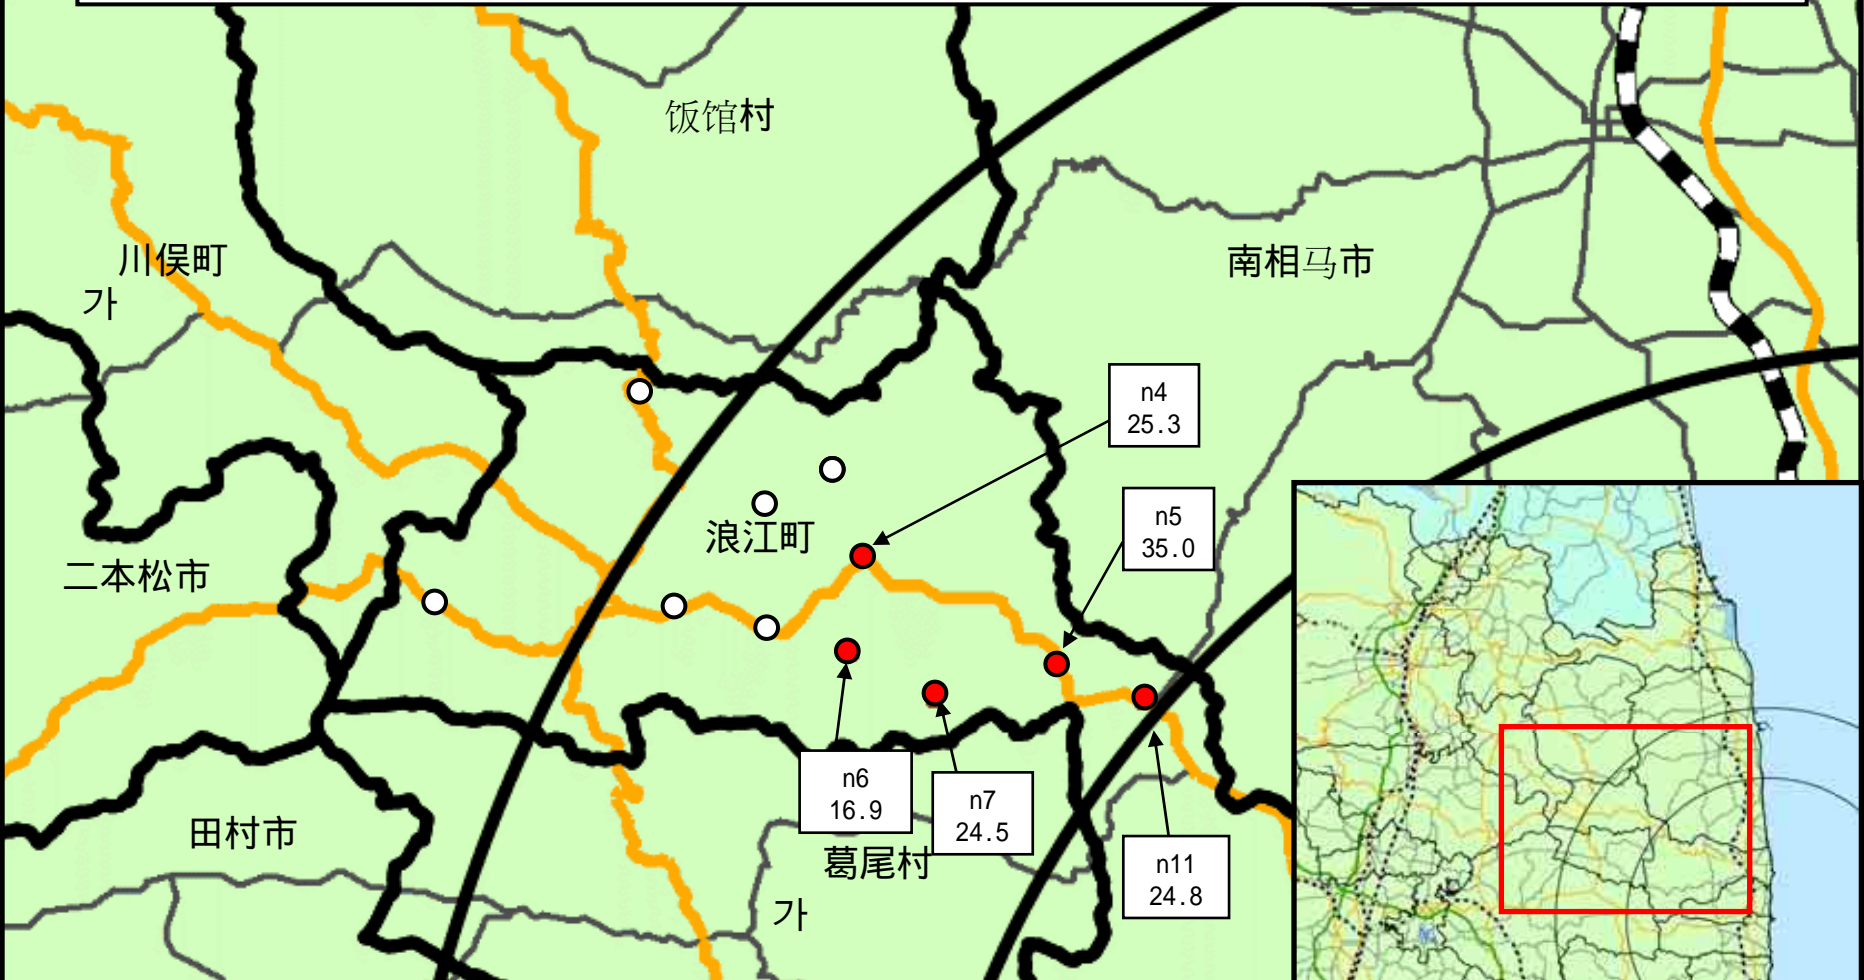 饭馆村
川俣町
가
南相马市
n4
25.3
n5
35.0
浪江町
二本松市
n6
16.9
n7
24.5
田村市
葛尾村
n11
24.8
가